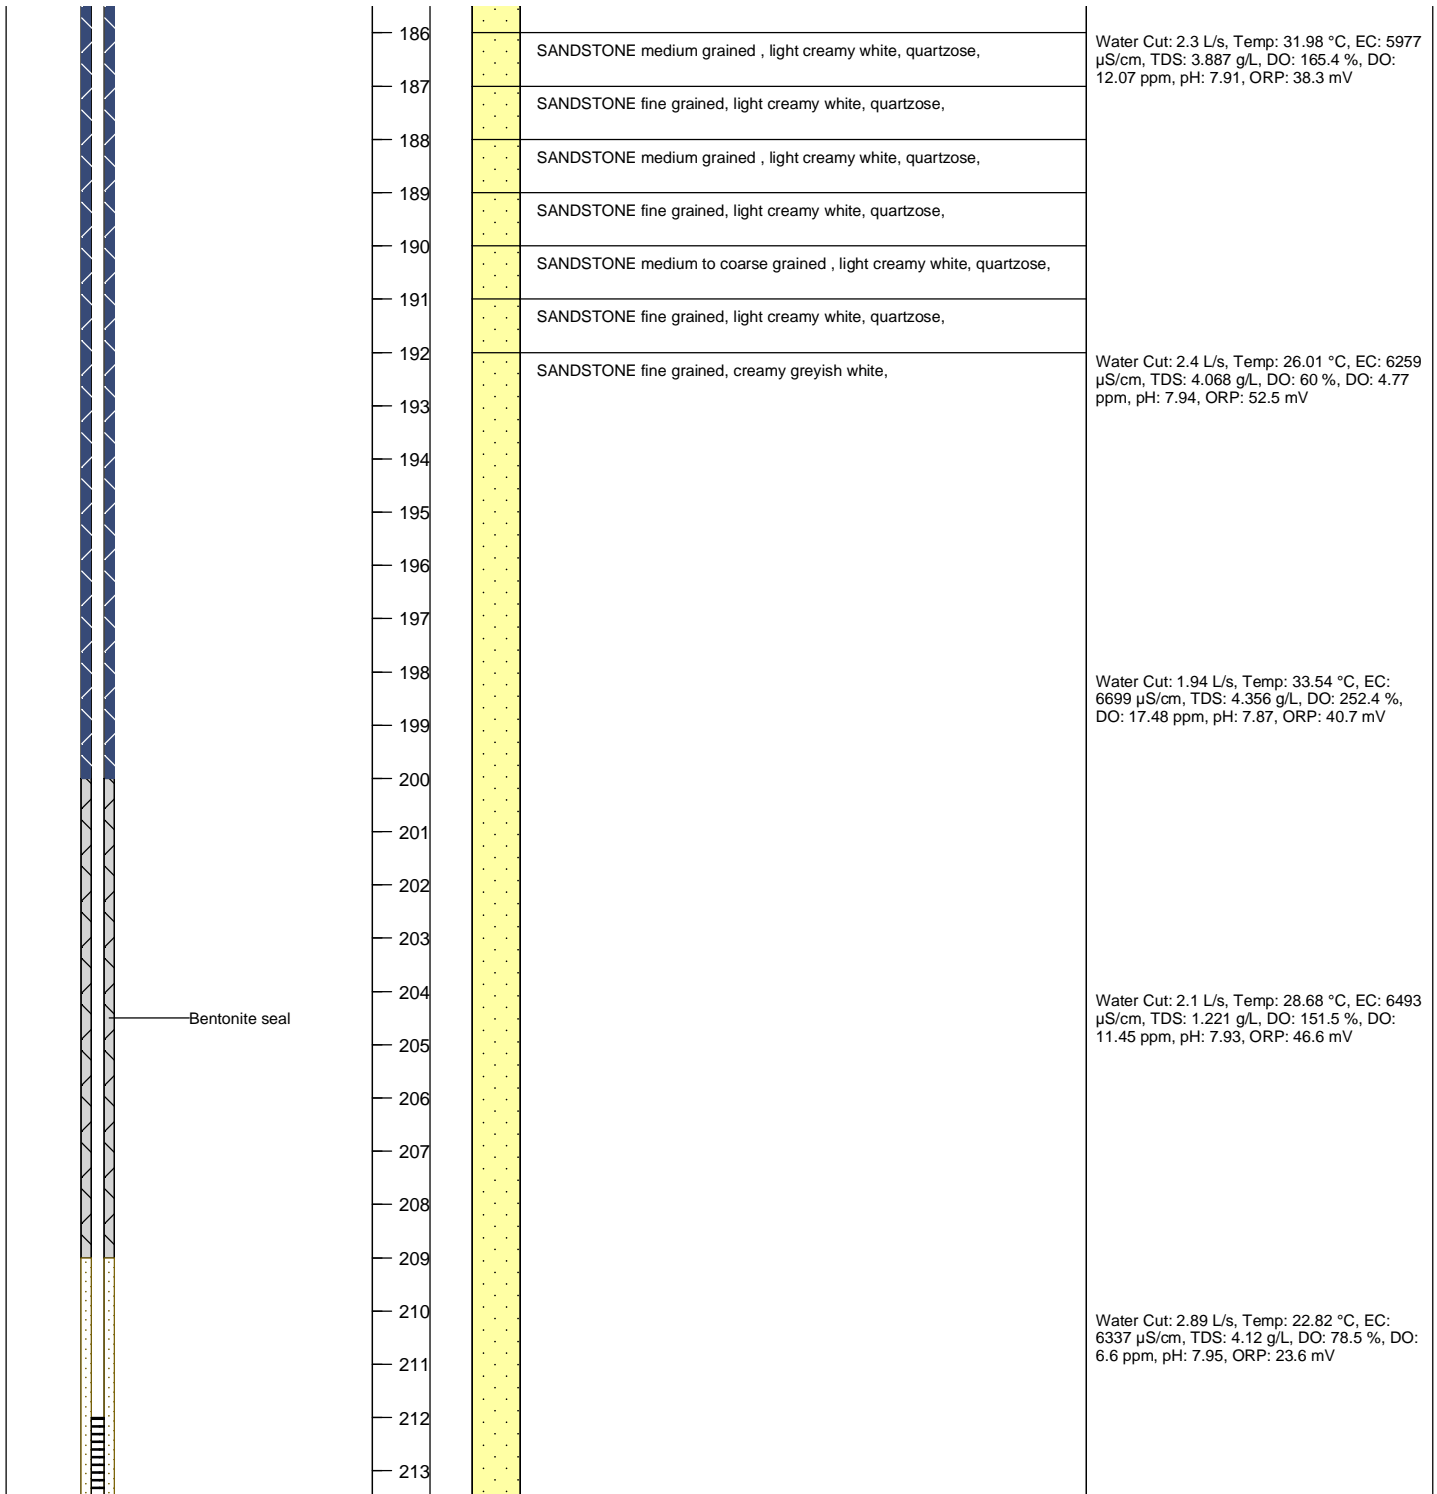 186
SANDSTONE medium grained , light creamy white, quartzose,
Water Cut: 2.3 L/s, Temp: 31.98 °C, EC: 5977
µS/cm, TDS: 3.887 g/L, DO: 165.4 %, DO:
12.07 ppm, pH: 7.91, ORP: 38.3 mV
187
SANDSTONE fine grained, light creamy white, quartzose,
188
SANDSTONE medium grained , light creamy white, quartzose,
189
SANDSTONE fine grained, light creamy white, quartzose,
190
SANDSTONE medium to coarse grained , light creamy white, quartzose,
191
SANDSTONE fine grained, light creamy white, quartzose,
192
SANDSTONE fine grained, creamy greyish white,
Water Cut: 2.4 L/s, Temp: 26.01 °C, EC: 6259
µS/cm, TDS: 4.068 g/L, DO: 60 %, DO: 4.77
ppm, pH: 7.94, ORP: 52.5 mV
193
194
195
196
197
198
Water Cut: 1.94 L/s, Temp: 33.54 °C, EC:
6699 µS/cm, TDS: 4.356 g/L, DO: 252.4 %,
DO: 17.48 ppm, pH: 7.87, ORP: 40.7 mV
199
200
201
202
203
204
Water Cut: 2.1 L/s, Temp: 28.68 °C, EC: 6493
µS/cm, TDS: 1.221 g/L, DO: 151.5 %, DO:
11.45 ppm, pH: 7.93, ORP: 46.6 mV
Bentonite seal
205
206
207
208
209
210
Water Cut: 2.89 L/s, Temp: 22.82 °C, EC:
6337 µS/cm, TDS: 4.12 g/L, DO: 78.5 %, DO:
6.6 ppm, pH: 7.95, ORP: 23.6 mV
211
212
213